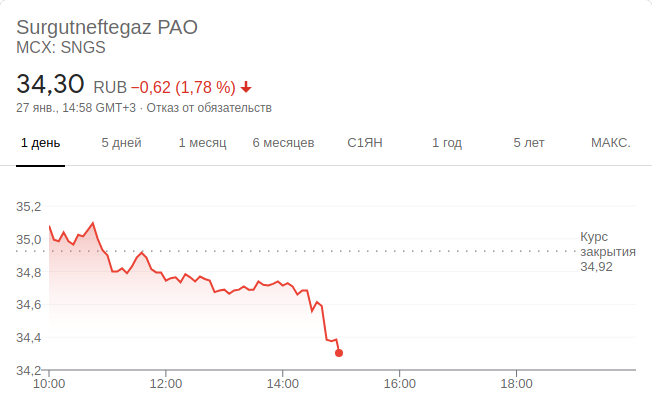 Surgutneftegaz PAO
MCX: SNGS
34,30 RUB −0,62 (1,78 %)
27 янв., 14:58 GMT+3 · Отказ от обязательств
1 день 5 дней 1 месяц 6 месяцев С1ЯН 1 год 5 лет МАКС.
35,2
35,0
34,8
34,6
34,4
34,2
Курс
закрытия
34,92
10:00 12:00 14:00 16:00 18:00